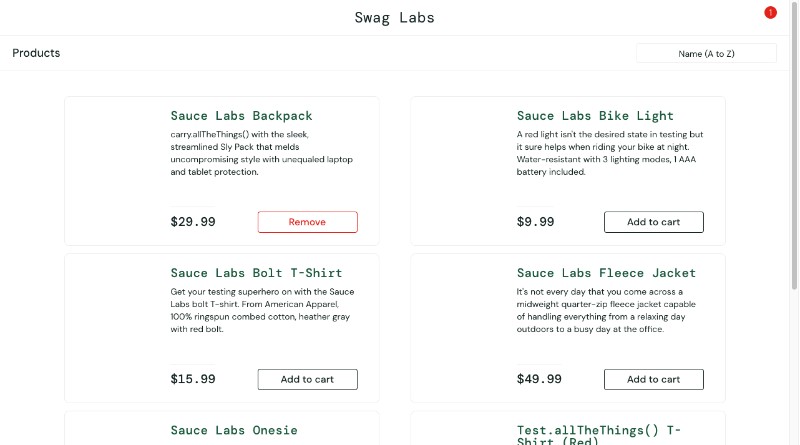 Swag Labs
1
Products
Name (A to Z)
Sauce Labs Backpack
carry.allTheThings() with the sleek,
streamlined Sly Pack that melds
uncompromising style with unequaled laptop
and tablet protection.
$29.99
Remove
Sauce Labs Bike Light
A red light isn't the desired state in testing but
it sure helps when riding your bike at night.
Water-resistant with 3 lighting modes, 1 AAA
battery included.
$9.99
Add to cart
Sauce Labs Bolt T-Shirt
Get your testing superhero on with the Sauce
Labs bolt T-shirt. From American Apparel,
100% ringspun combed cotton, heather gray
with red bolt.
$15.99
Add to cart
Sauce Labs Fleece Jacket
It's not every day that you come across a
midweight quarter-zip fleece jacket capable
of handling everything from a relaxing day
outdoors to a busy day at the office.
$49.99
Add to cart
Sauce Labs Onesie
Test.allTheThings() T-
Shirt (Red)